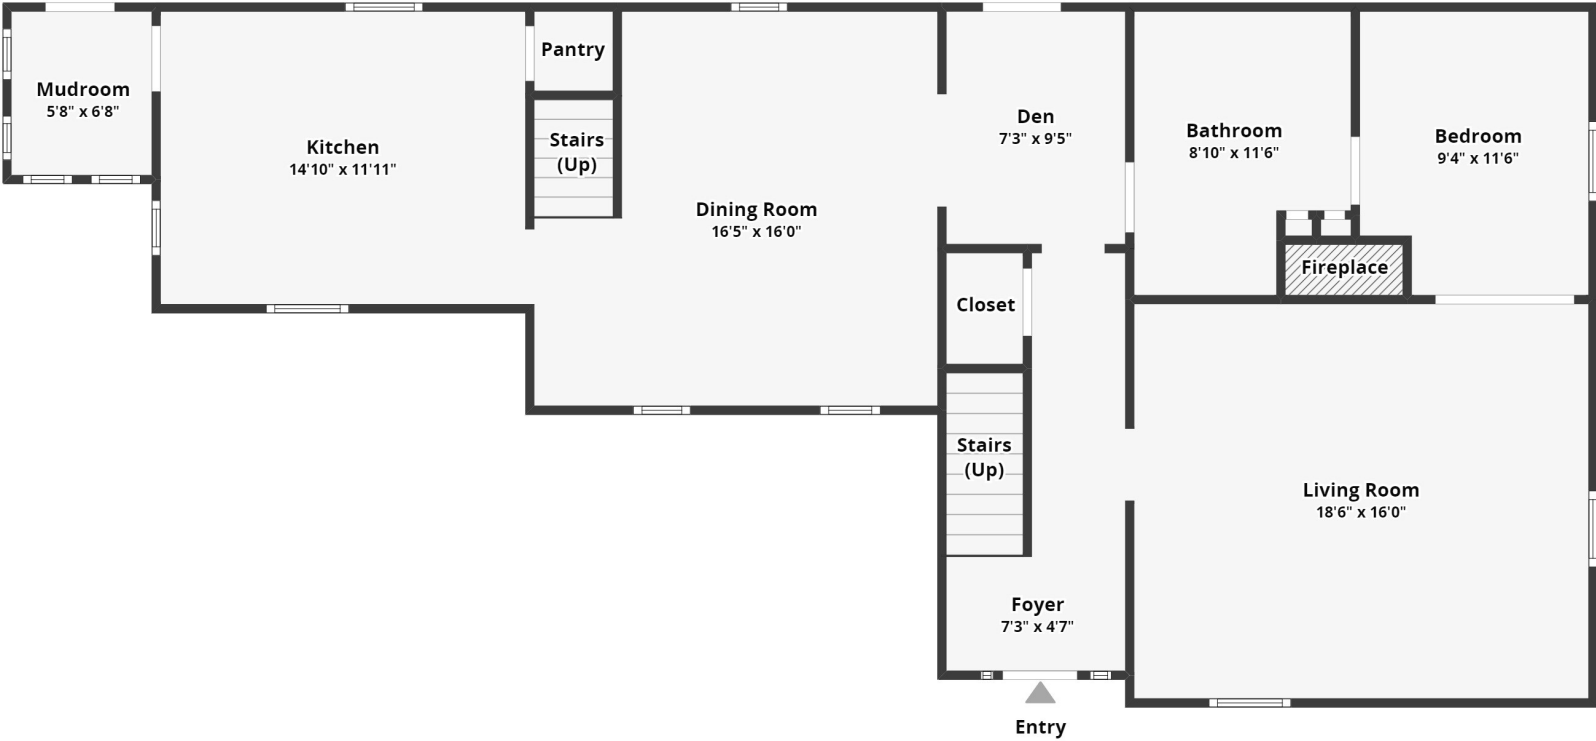 Mudroom
5'8" x 6'8"
Kitchen
14'10" x 11'11"
Pantry
Stairs
(Up)
Dining Room
16'5" x 16'0"
Den
7'3" x 9'5"
Bathroom
8'10" x 11'6"
Bedroom
9'4" x 11'6"
Fireplace
Closet
Stairs
(Up)
Living Room
18'6" x 16'0"
Foyer
7'3" x 4'7"
Entry